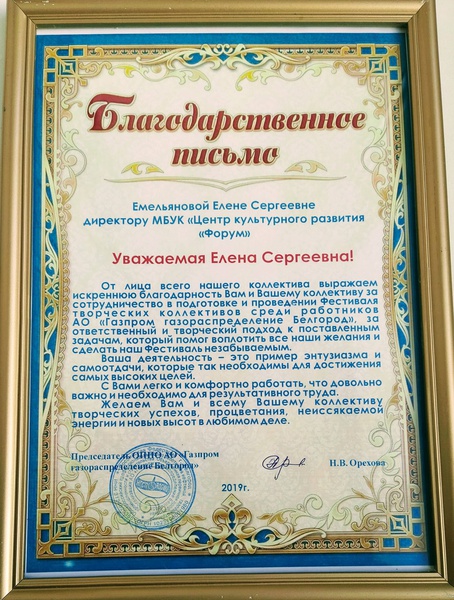 Благодарственное
письмо
Емельяновой Елене Сергеевне
директору МБУК «Центр культурного развития
«Форум»
Уважаемая Елена Сергеевна!
От лица всего нашего коллектива выражаем
искреннюю благодарность Вам и Вашему коллективу за
сотрудничество в подготовке и проведении Фестиваля
творческих коллективов среди работников
АО «Газпром газораспределение Белгород», за
ответственный и творческий подход к поставленным
задачам, который помог воплотить все наши желания и
сделать наш Фестиваль незабываемым.
Ваша деятельность – это пример энтузиазма и
самоотдачи, которые так необходимы для достижения
самых высоких целей.
С Вами легко и комфортно работать, что довольно
важно и необходимо для результативного труда.
Желаем Вам и всему Вашему коллективу
творческих успехов, процветания, неиссякаемой
энергии и новых высот в любимом деле.
Председатель ОППО АО «Газпром
газораспределение Белгород»
Н.В. Орехова
2019г.